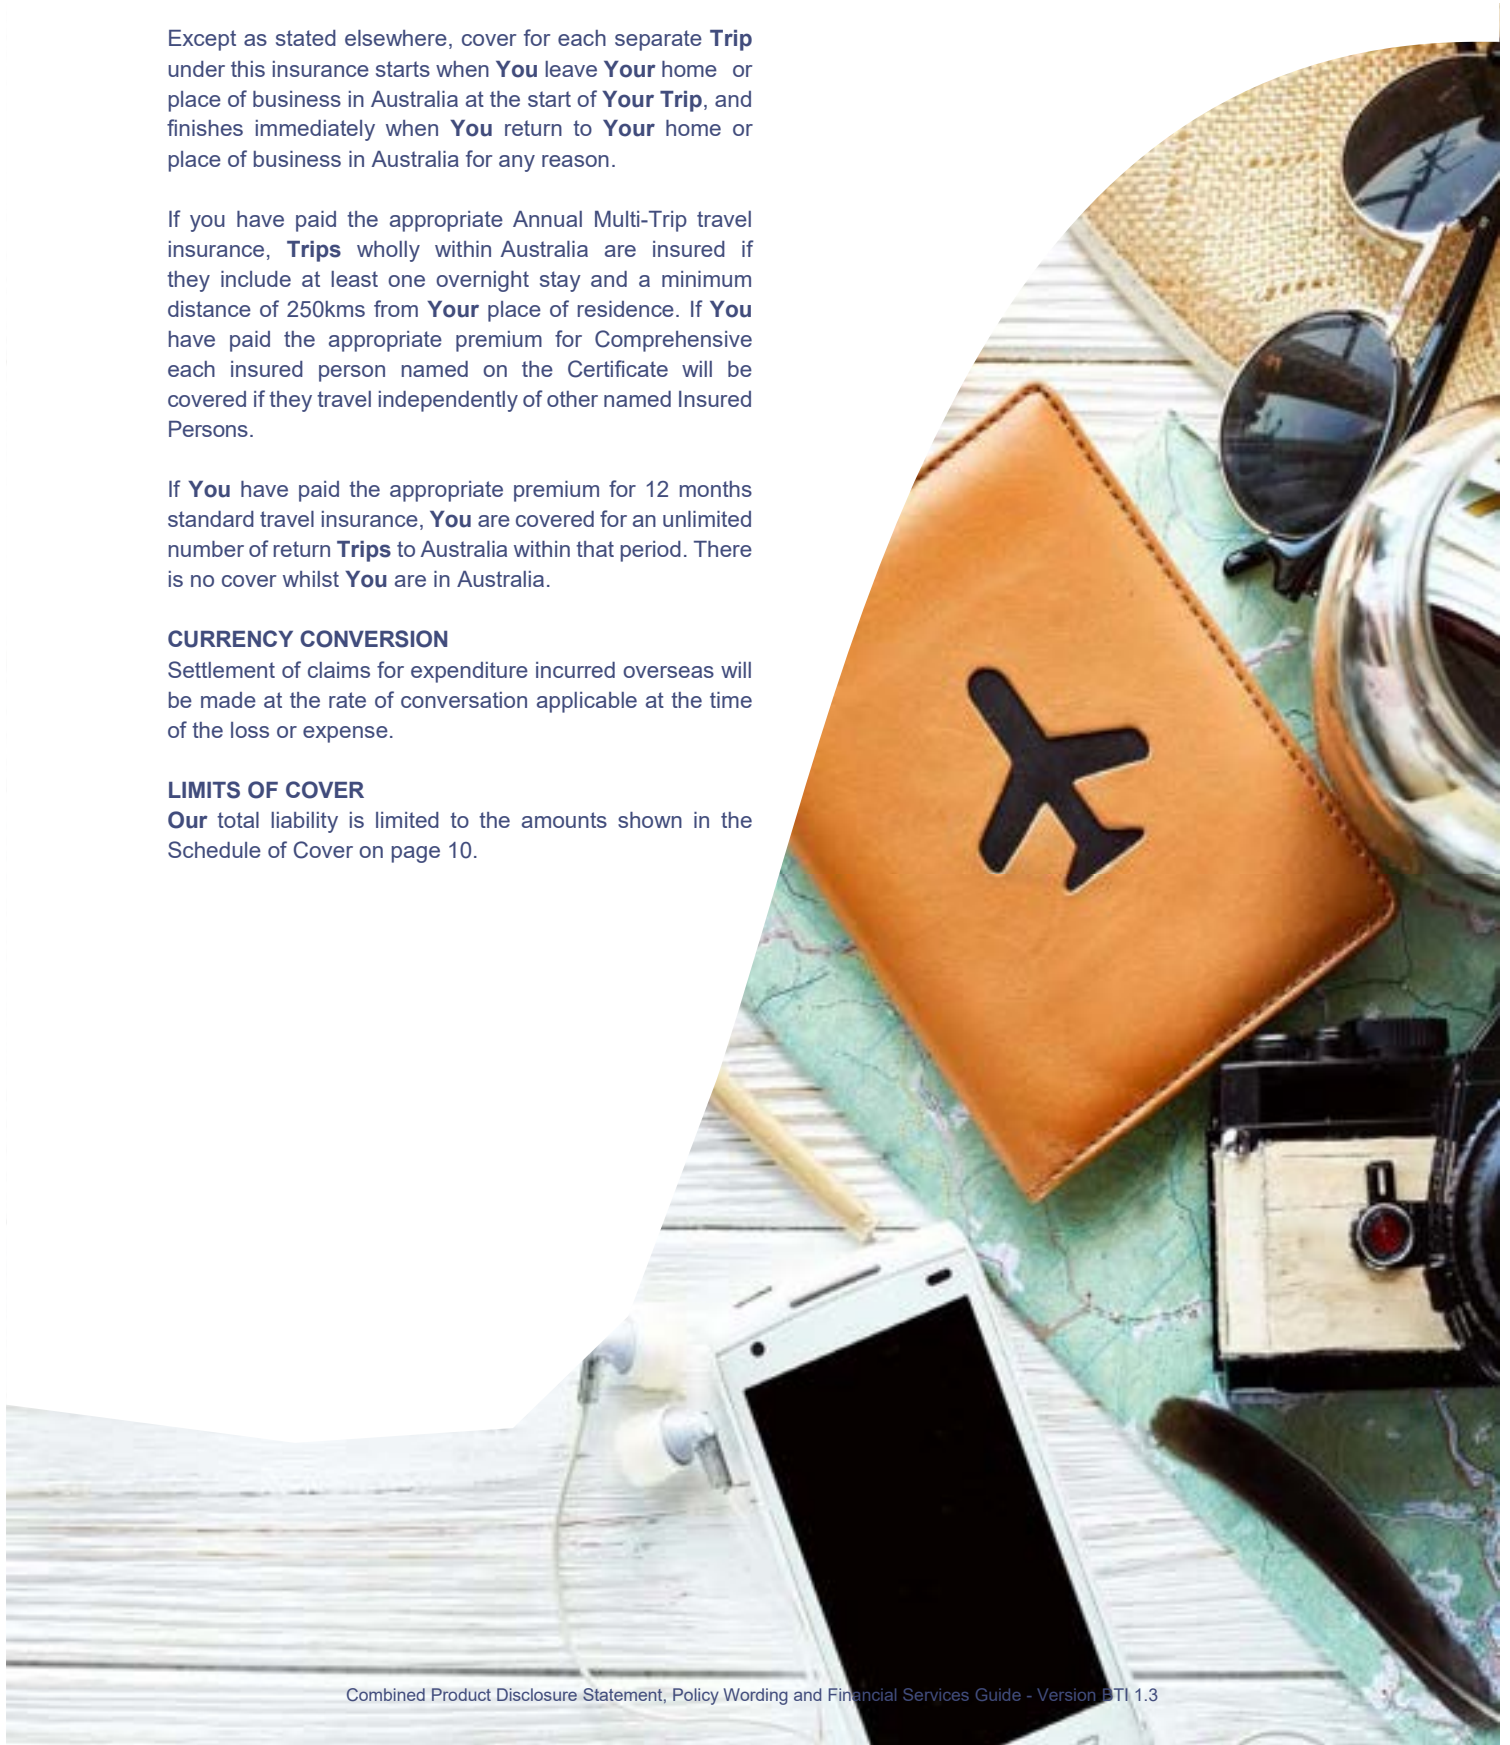 Except as stated elsewhere, cover for each separate Trip
under this insurance starts when You leave Your home or
place of business in Australia at the start of Your Trip, and
finishes immediately when You return to Your home or
place of business in Australia for any reason.
If you have paid the appropriate Annual Multi-Trip travel
insurance, Trips wholly within Australia are insured if
they include at least one overnight stay and a minimum
distance of 250kms from Your place of residence. If You
have paid the appropriate premium for Comprehensive
each insured person named on the Certificate will be
covered if they travel independently of other named Insured
Persons.
If You have paid the appropriate premium for 12 months
standard travel insurance, You are covered for an unlimited
number of return Trips to Australia within that period. There
is no cover whilst You are in Australia.
CURRENCY CONVERSION
Settlement of claims for expenditure incurred overseas will
be made at the rate of conversation applicable at the time
of the loss or expense.
LIMITS OF COVER
Our total liability is limited to the amounts shown in the
Schedule of Cover on page 10.
Combined Product Disclosure Statement, Policy Wording and Financial Services Guide - Version BTI 1.3